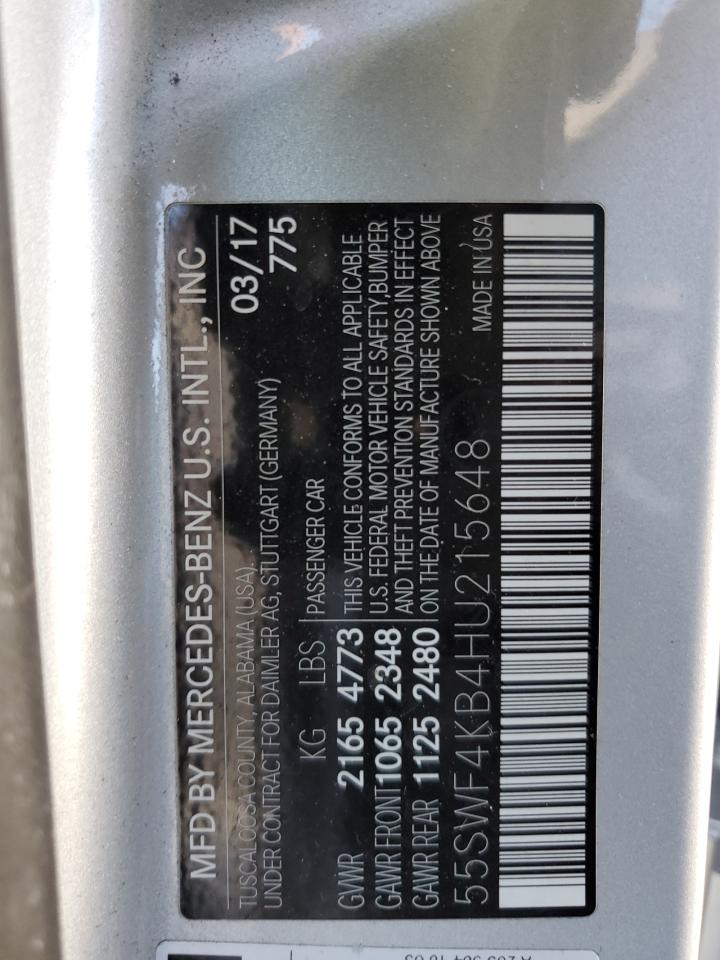 MFD BY MERCEDES-BENZ U.S. INTL., INC
TUSCALOOSA COUNTY, ALABAMA (USA), 03/17
UNDER CONTRACT FOR DAIMLER AG, STUTTGART (GERMANY) 775
KG LBS PASSENGER CAR
GVWR 2165 4773 THIS VEHICLE CONFORMS TO ALL APPLICABLE
GAWR FRONT 1065 2348 U.S. FEDERAL MOTOR VEHICLE SAFETY, BUMPER
AND THEFT PREVENTION STANDARDS IN EFFECT
GAWR REAR 1125 2480 ON THE DATE OF MANUFACTURE SHOWN ABOVE
55SWF4KB4HU215648 MADE IN USA